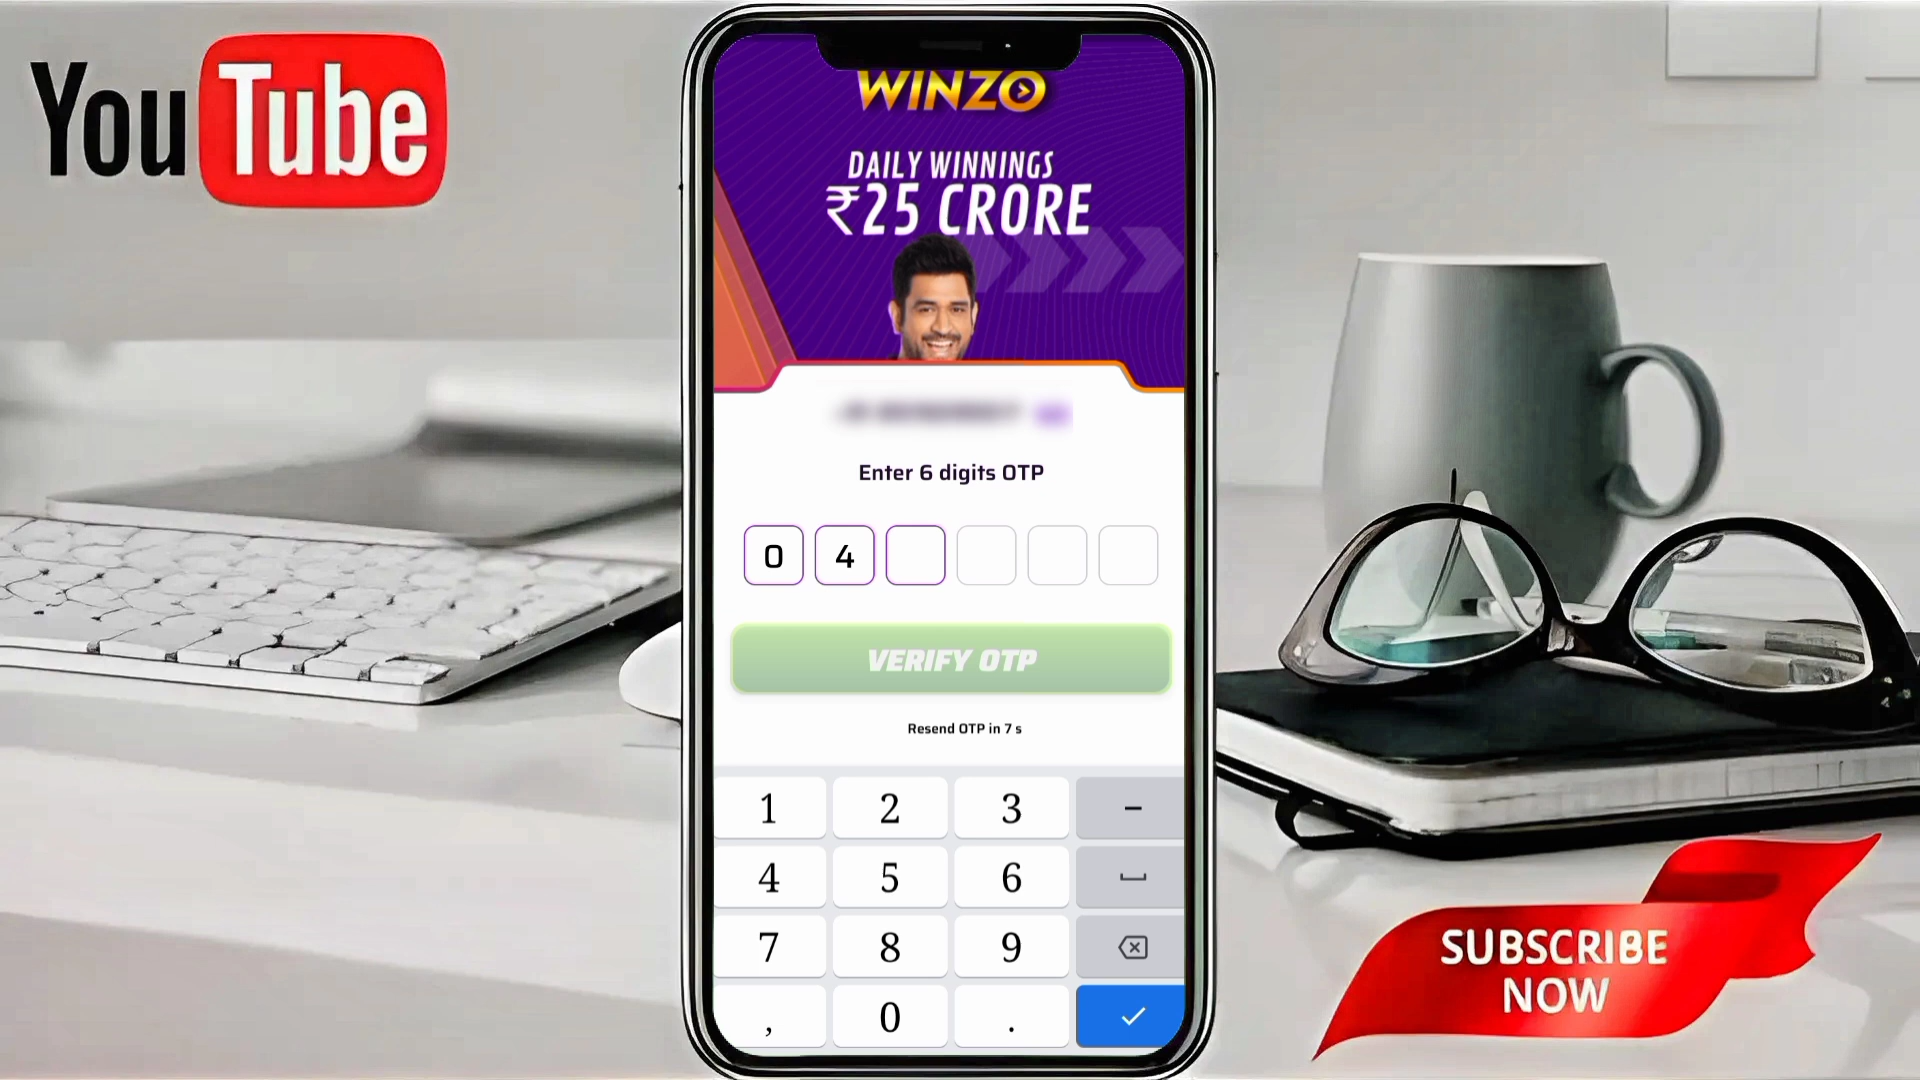 YouTube
WINZO
DAILY WINNINGS
₹25 CRORE
Enter 6 digits OTP
0 4
VERIFY OTP
Resend OTP in 7 s
1 2 3 –
4 5 6
7 8 9
, 0 .
SUBSCRIBE
NOW